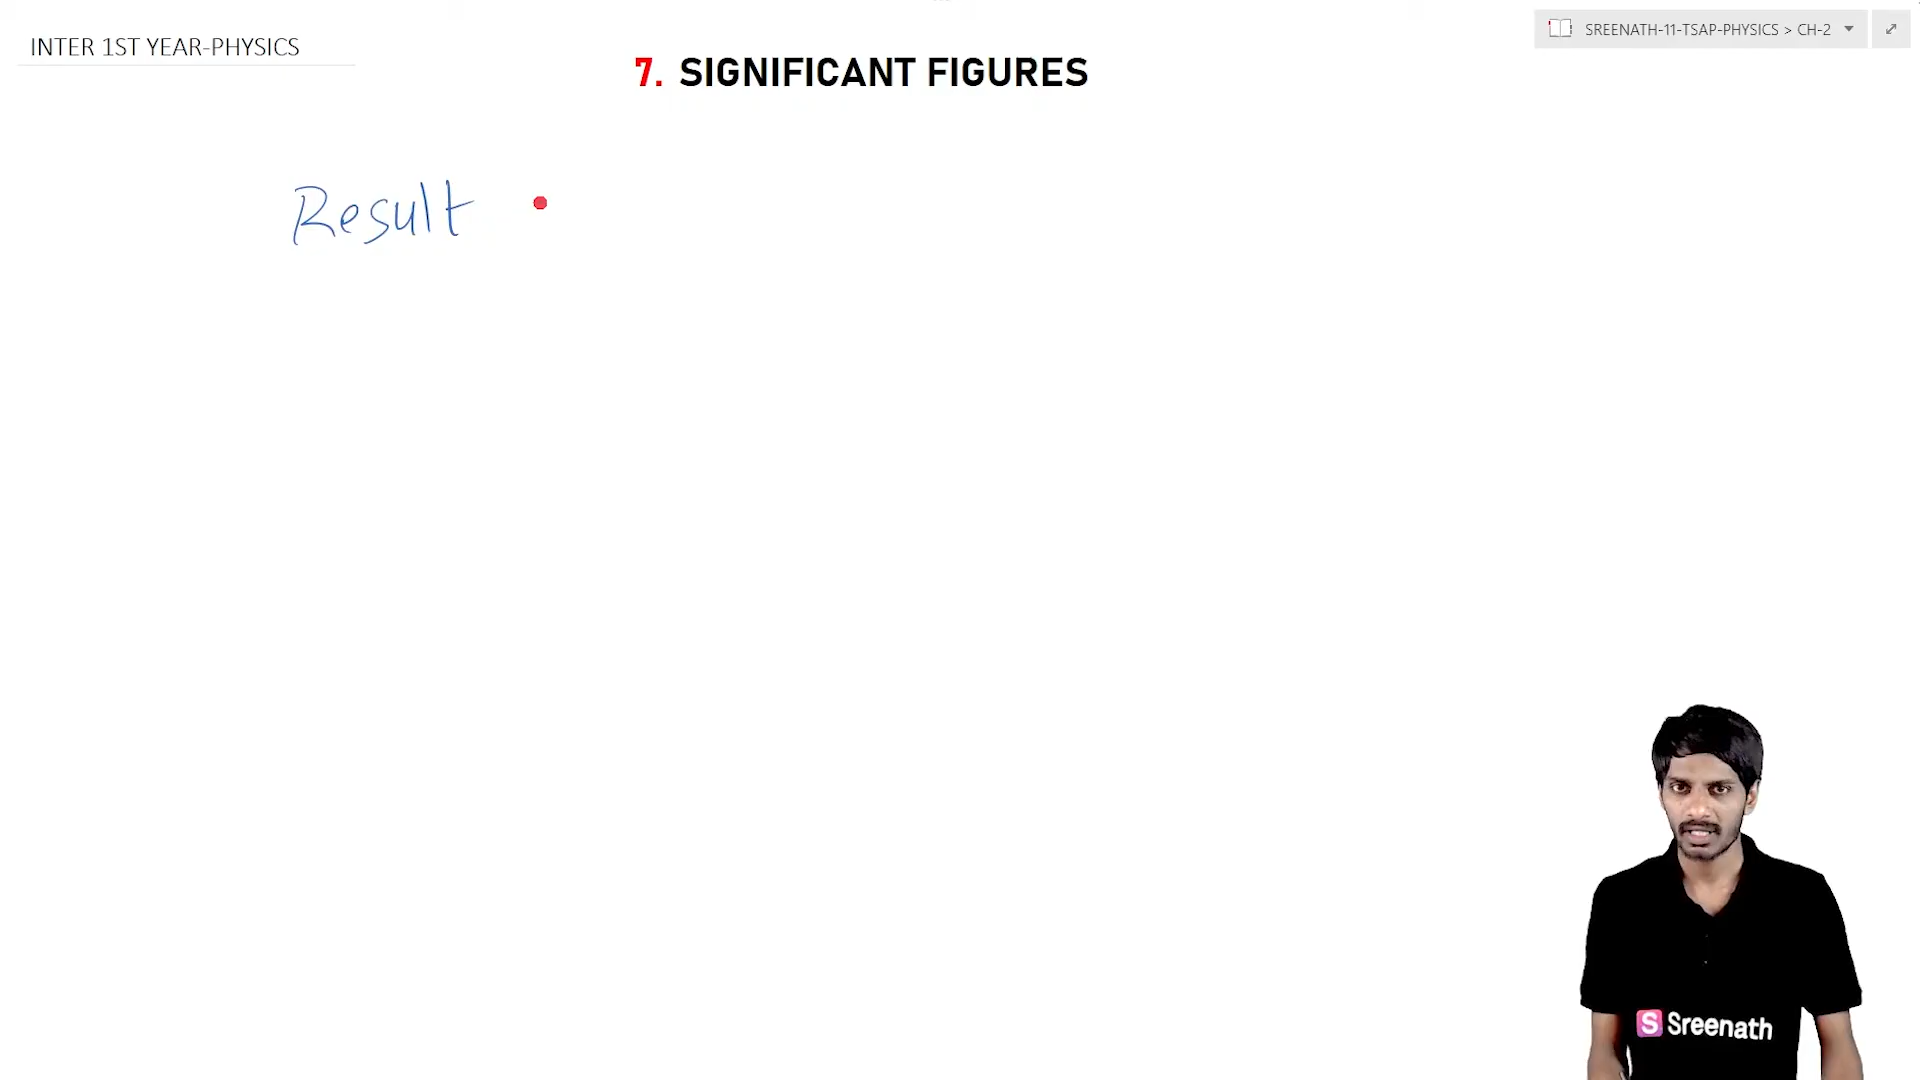 INTER 1ST YEAR-PHYSICS
SREENATH-11-TSAP-PHYSICS > CH-2
7. SIGNIFICANT FIGURES
Result
S Sreenath